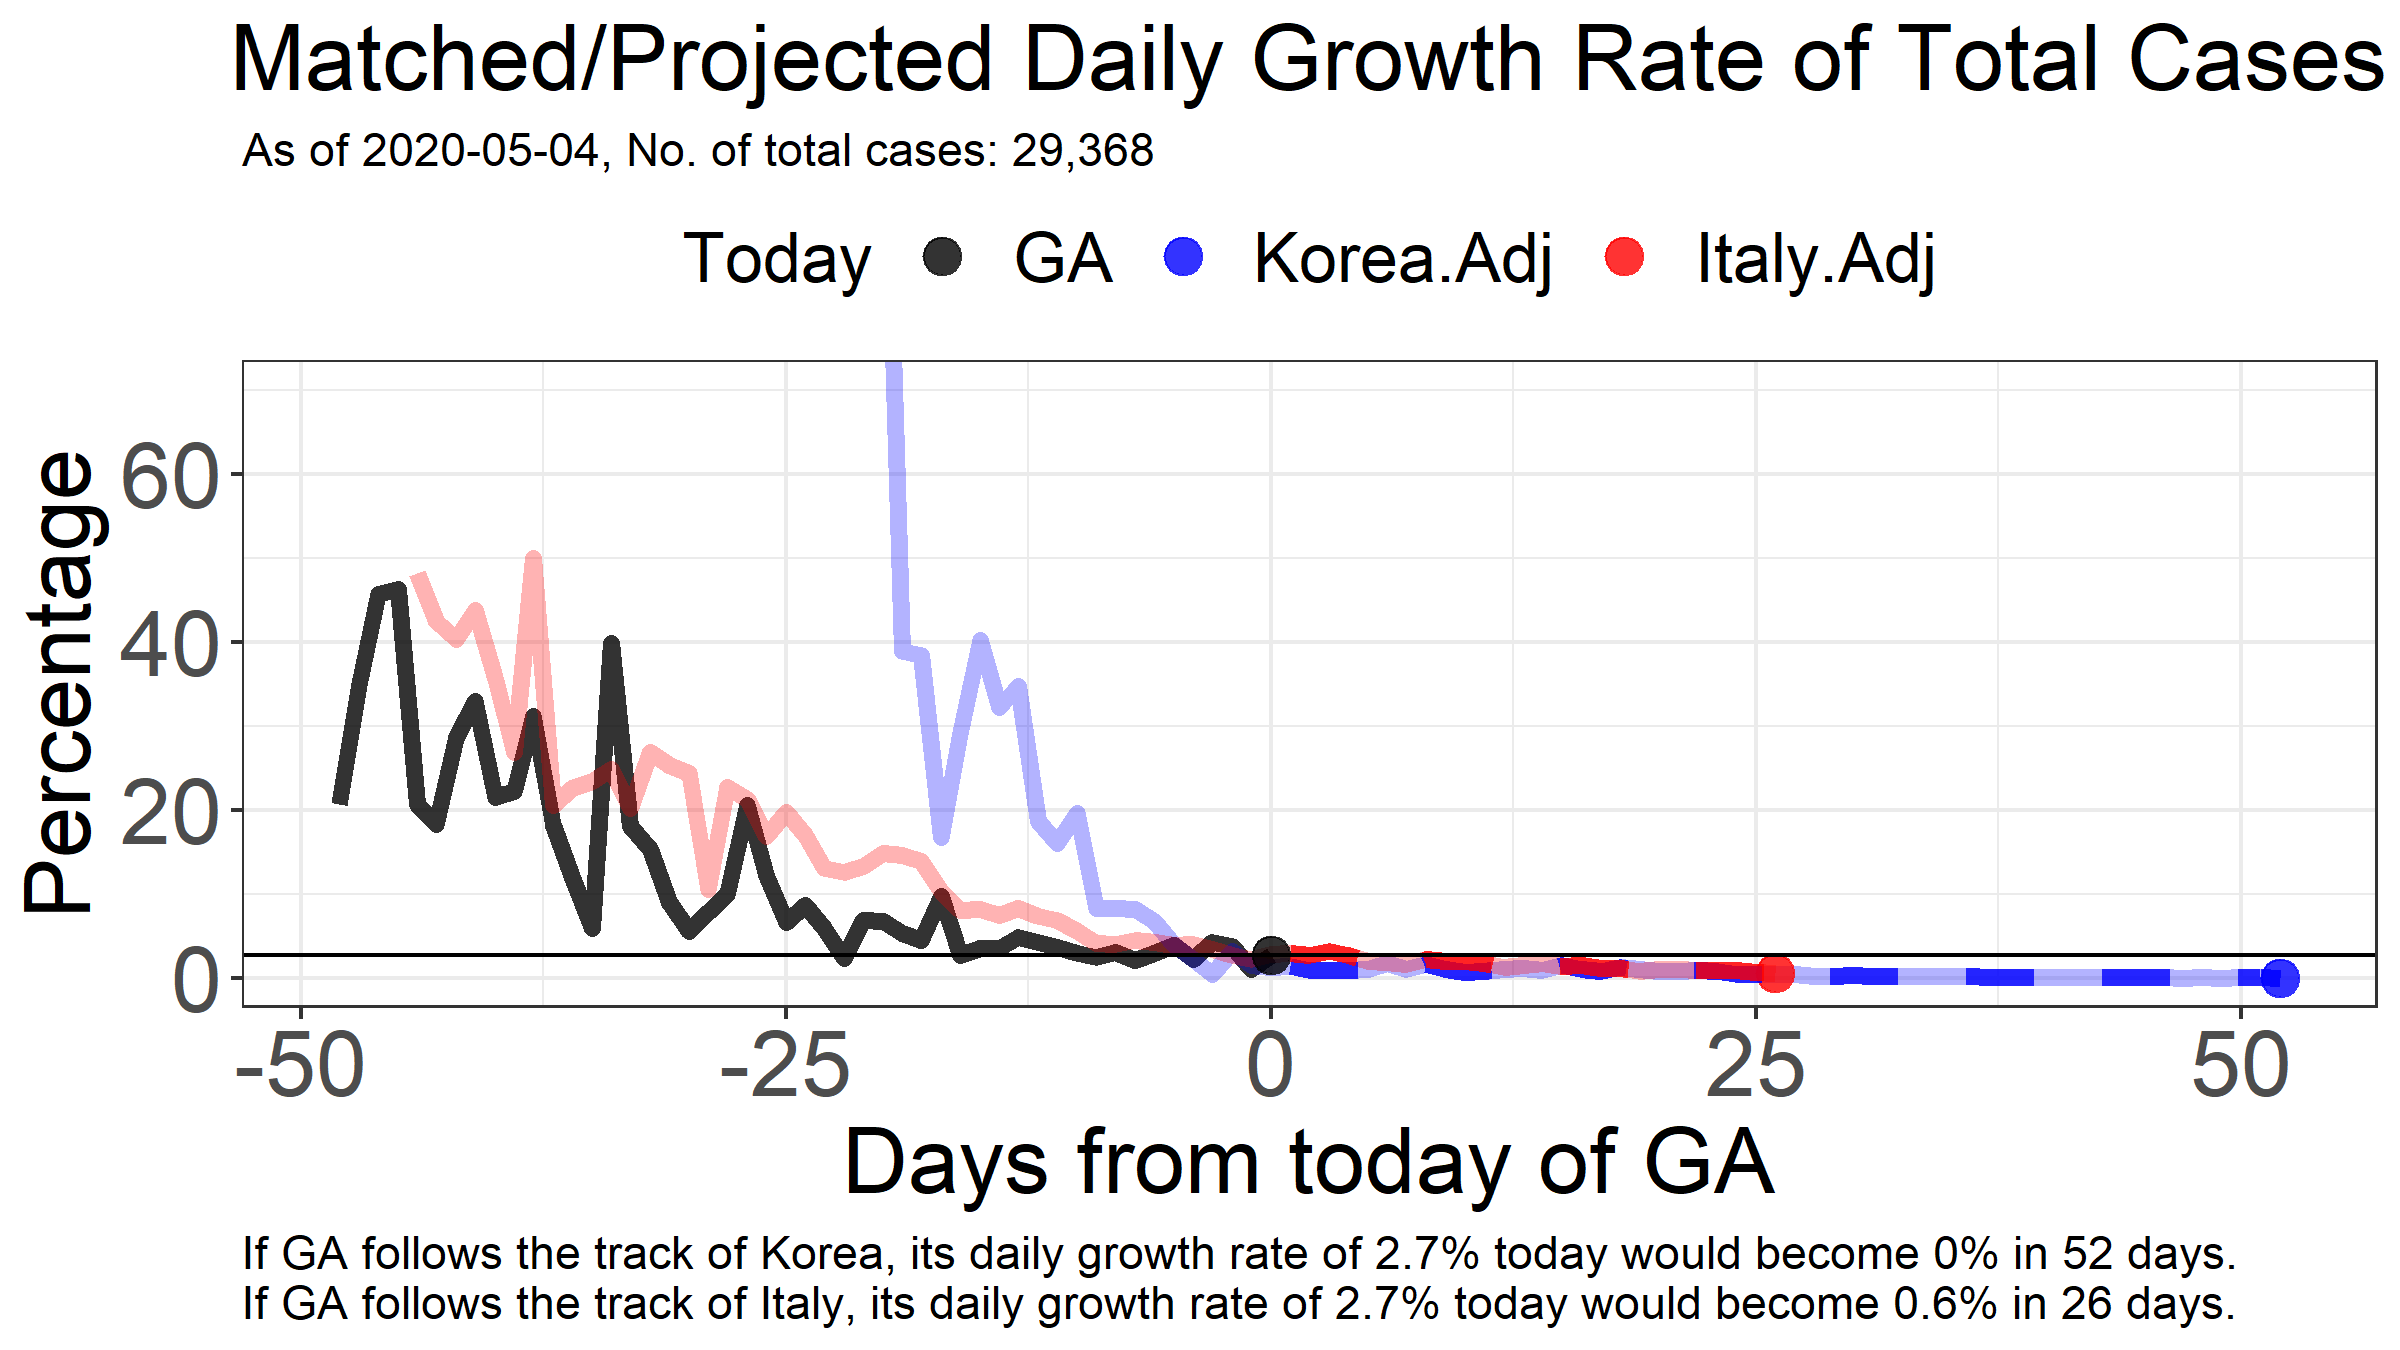 Matched/Projected Daily Growth Rate of Total Cases
As of 2020-05-04, No. of total cases: 29,368
Today GA Korea.Adj Italy.Adj
Percentage
60
40
20
0
-50 -25 0 25 50
Days from today of GA
If GA follows the track of Korea, its daily growth rate of 2.7% today would become 0% in 52 days.
If GA follows the track of Italy, its daily growth rate of 2.7% today would become 0.6% in 26 days.